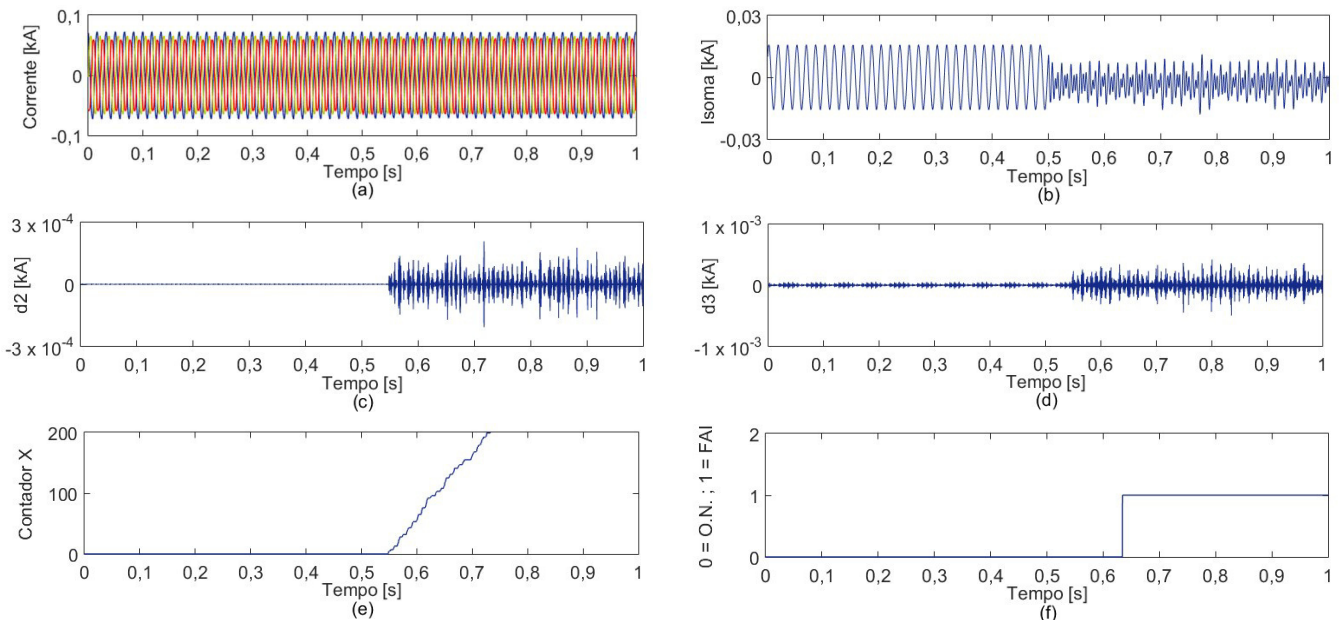 Corrente [kA]
0,1
0
-0,1
0 0,1 0,2 0,3 0,4 0,5 0,6 0,7 0,8 0,9 1
Tempo [s]
(a)
Isoma [kA]
0,03
0
-0,03
0 0,1 0,2 0,3 0,4 0,5 0,6 0,7 0,8 0,9 1
Tempo [s]
(b)
d2 [kA]
3 x 10-4
0
-3 x 10-4
0 0,1 0,2 0,3 0,4 0,5 0,6 0,7 0,8 0,9 1
Tempo [s]
(c)
d3 [kA]
1 x 10-3
0
-1 x 10-3
0 0,1 0,2 0,3 0,4 0,5 0,6 0,7 0,8 0,9 1
Tempo [s]
(d)
Contador X
200
100
0
0 0,1 0,2 0,3 0,4 0,5 0,6 0,7 0,8 0,9 1
Tempo [s]
(e)
0 = O.N. ; 1 = FAI
2
1
0
0 0,1 0,2 0,3 0,4 0,5 0,6 0,7 0,8 0,9 1
Tempo [s]
(f)